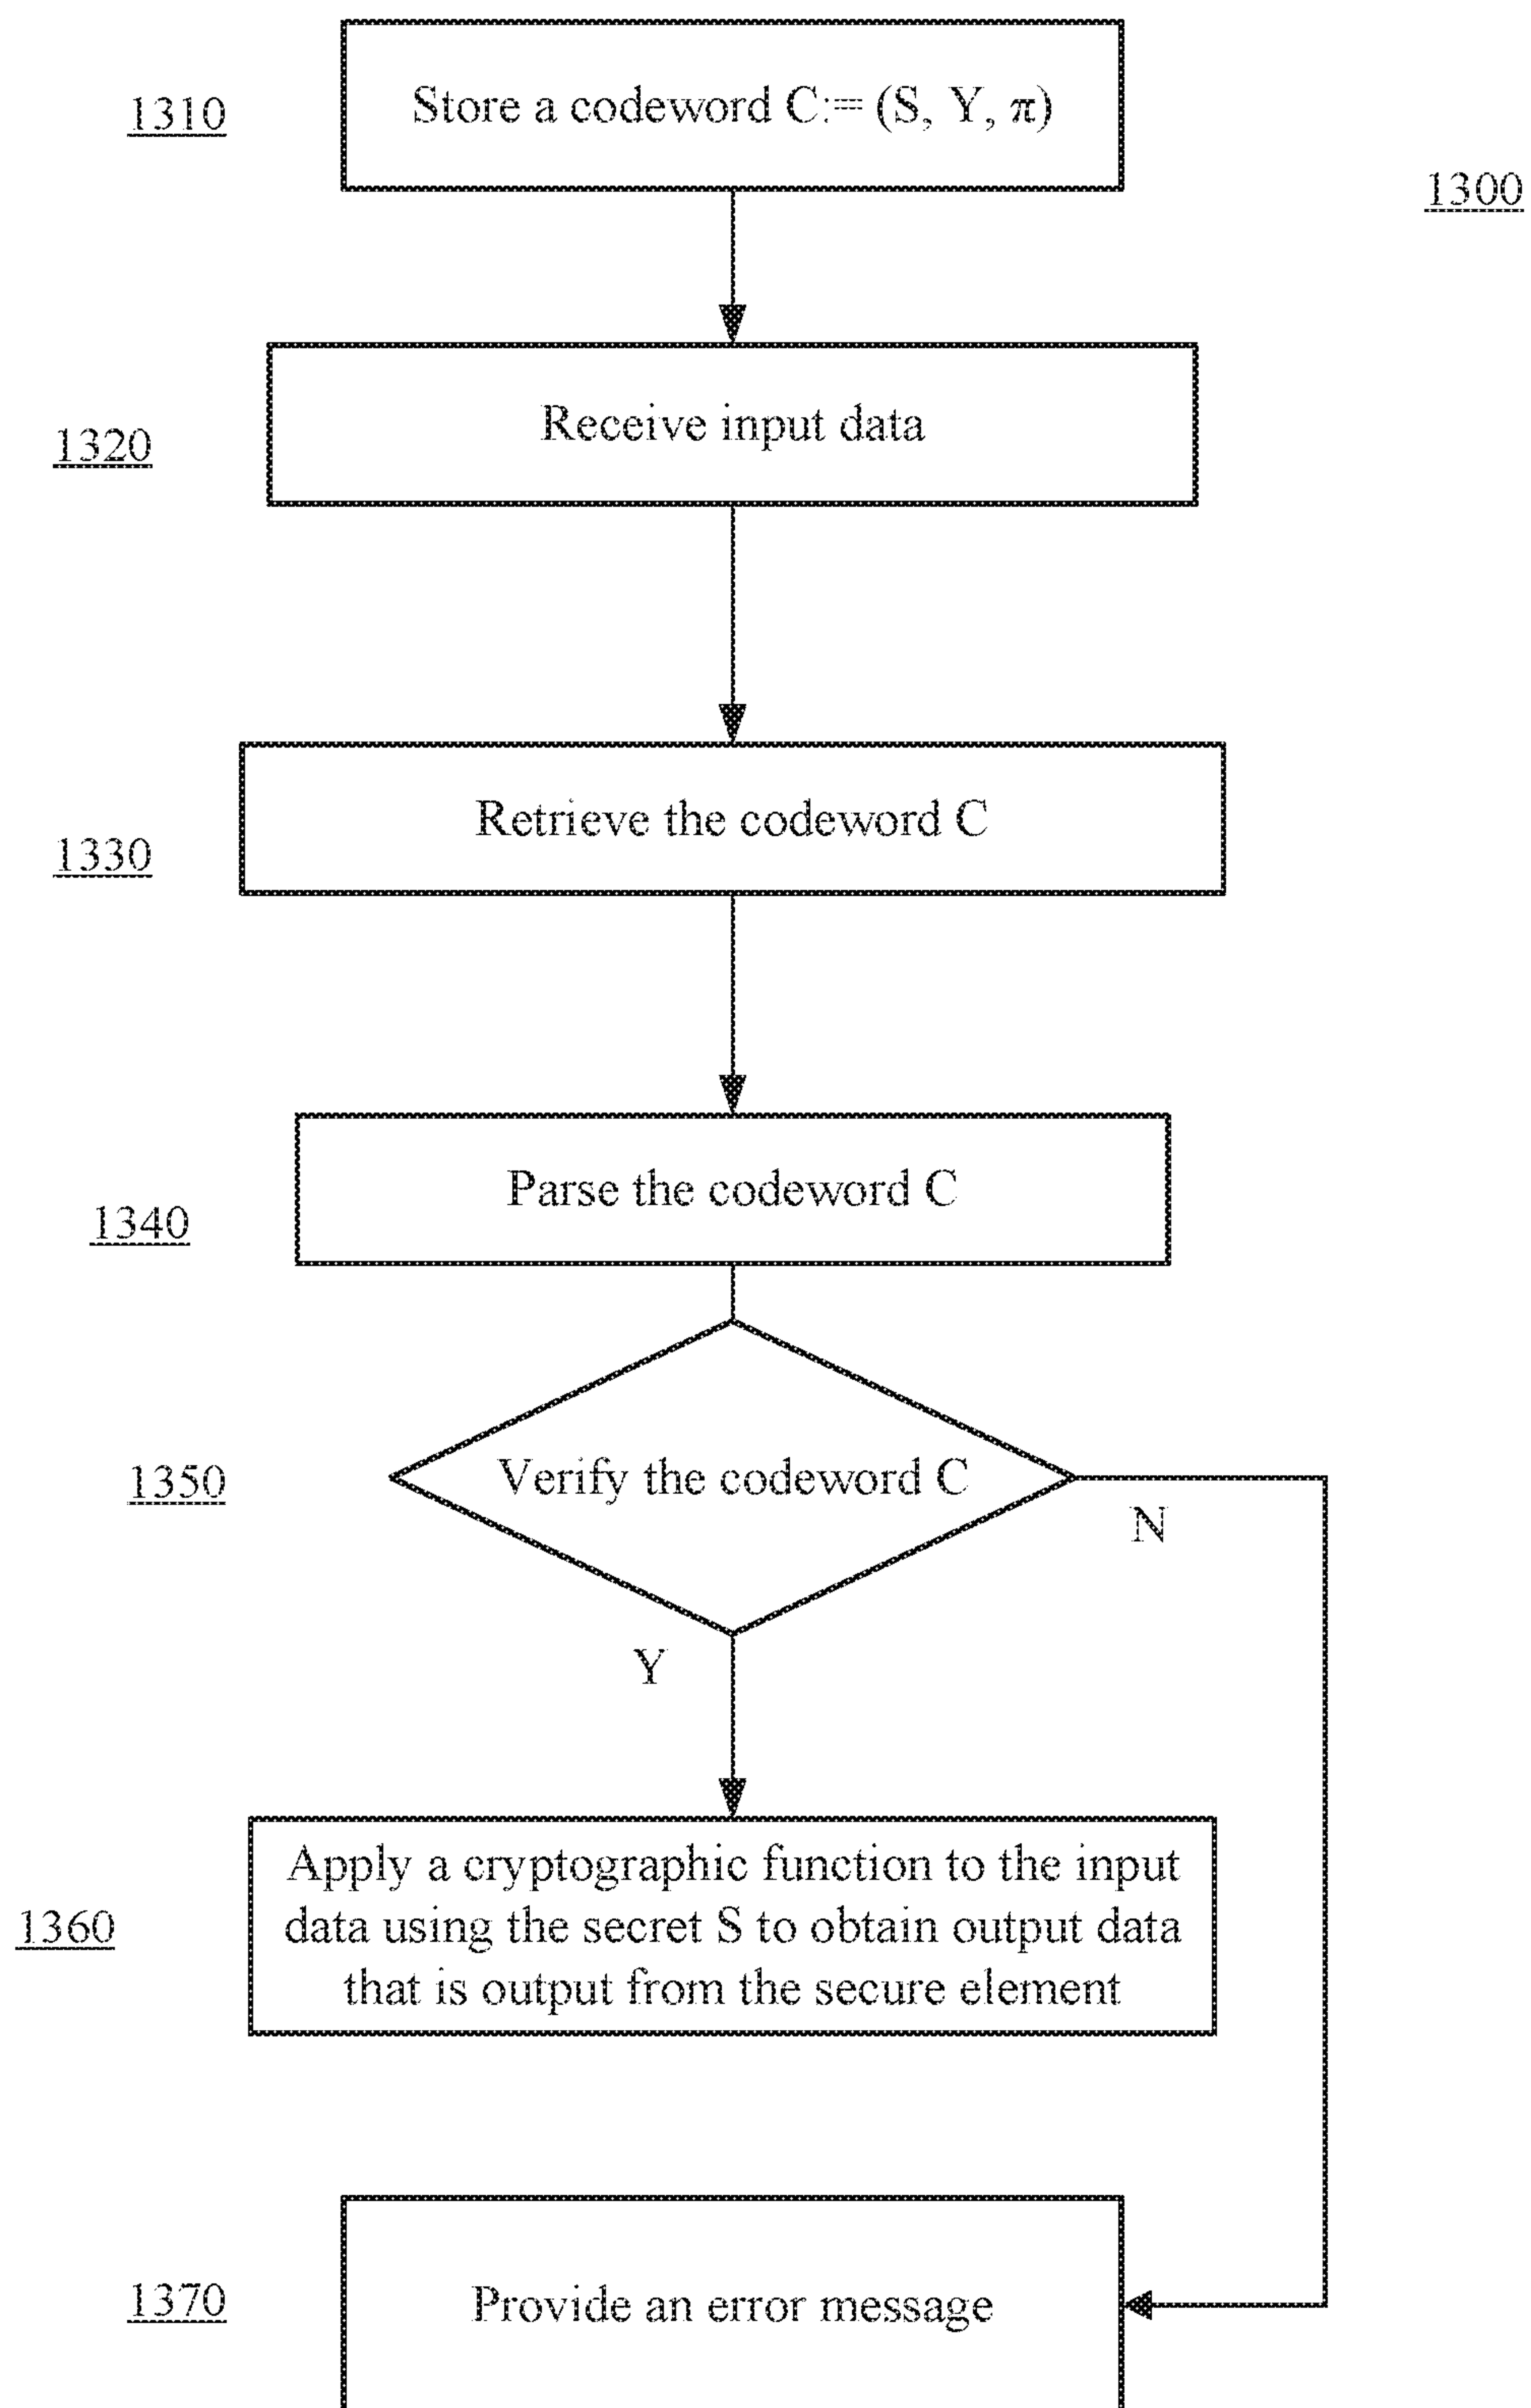 1310
Store a codeword C:= (S, Y, π)
1300
1320
Receive input data
1330
Retrieve the codeword C
1340
Parse the codeword C
1350
Verify the codeword C
N
Y
1360
Apply a cryptographic function to the input
data using the secret S to obtain output data
that is output from the secure element
1370
Provide an error message